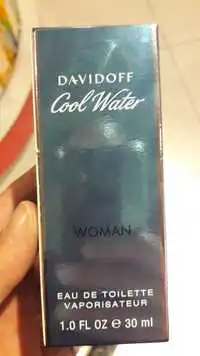 DAVIDOFF
Cool Water
WOMAN
EAU DE TOILETTE
VAPORISATEUR
1.0 FL OZ ℮ 30 ml